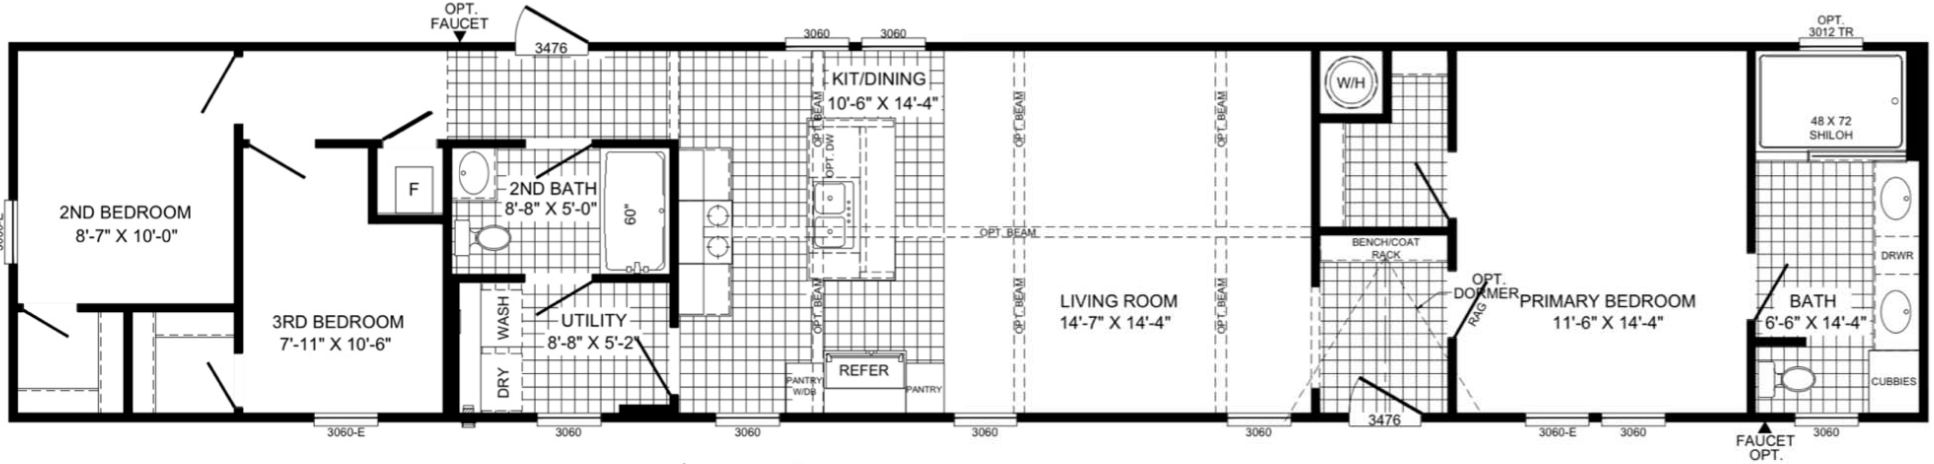 OPT.
FAUCET
3476
3060
3060
OPT.
3012 TR
KIT/DINING
10'-6" X 14'-4"
OPT. BEAM
OPT. BEAM
OPT. BEAM
W/H
48 X 72
SHILOH
OPT. DW
F
2ND BATH
8'-8" X 5'-0"
60"
2ND BEDROOM
8'-7" X 10'-0"
3060-E
OPT. BEAM
BENCH/COAT
RACK
DRWR
OPT.
DORMER
RAG
3RD BEDROOM
7'-11" X 10'-6"
WASH
DRY
UTILITY
8'-8" X 5'-2"
OPT. BEAM
OPT. BEAM
OPT. BEAM
LIVING ROOM
14'-7" X 14'-4"
PRIMARY BEDROOM
11'-6" X 14'-4"
BATH
6'-6" X 14'-4"
REFER
PANTRY
W/DB
PANTRY
CUBBIES
3060-E
3060
3060
3060
3060
3476
3060-E
3060
3060
FAUCET
OPT.